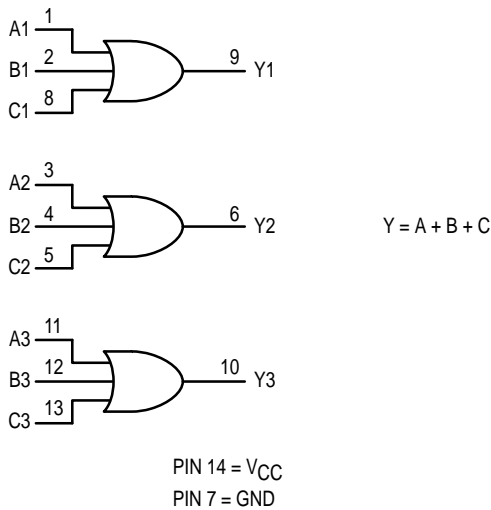 A1 1
B1 2
C1 8
9 Y1
A2 3
B2 4
C2 5
6 Y2
Y = A + B + C
A3 11
B3 12
C3 13
10 Y3
PIN 14 = VCC
PIN 7 = GND